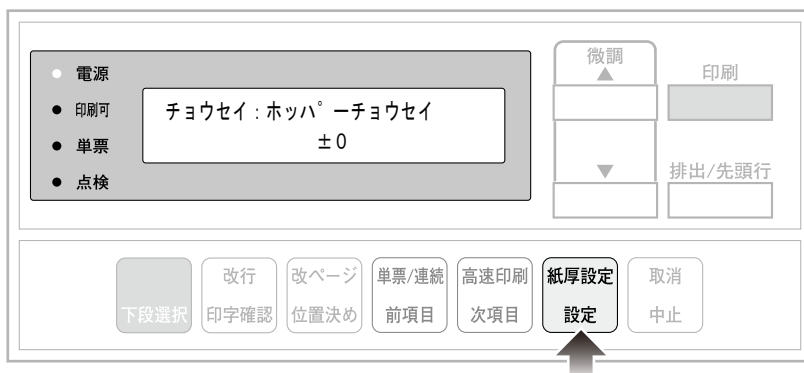 電源
印刷可
単票
点検
チョウセイ:ホッパ゜ーチョウセイ
±0
微調
▲
▼
印刷
排出/先頭行
下段選択
改行
印字確認
改ページ
位置決め
単票/連続
前項目
高速印刷
次項目
紙厚設定
設定
取消
中止